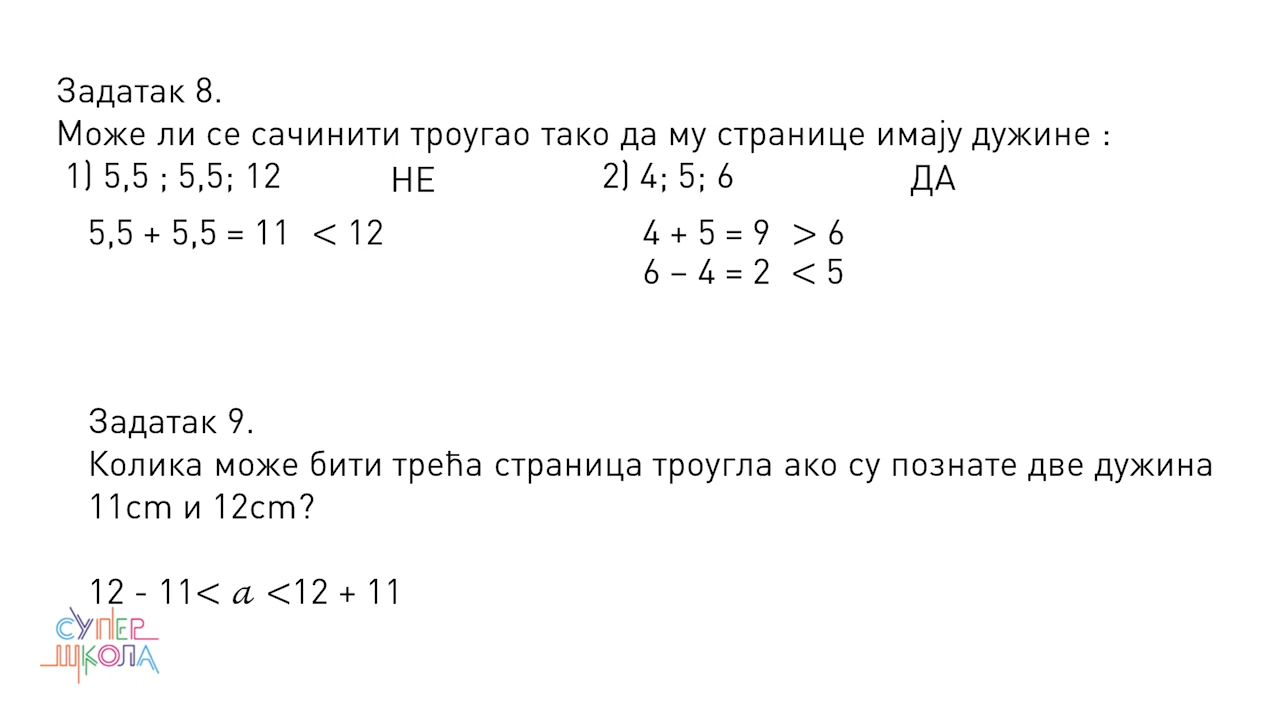 Задатак 8.
Може ли се сачинити троугао тако да му странице имају дужине :
1) 5,5 ; 5,5; 12 НЕ 2) 4; 5; 6 ДА
5,5 + 5,5 = 11 < 12 4 + 5 = 9 > 6
6 – 4 = 2 < 5
Задатак 9.
Колика може бити трећа страница троугла ако су познате две дужина
11cm и 12cm?
12 - 11< a <12 + 11
СУПЕР
ШКОЛА